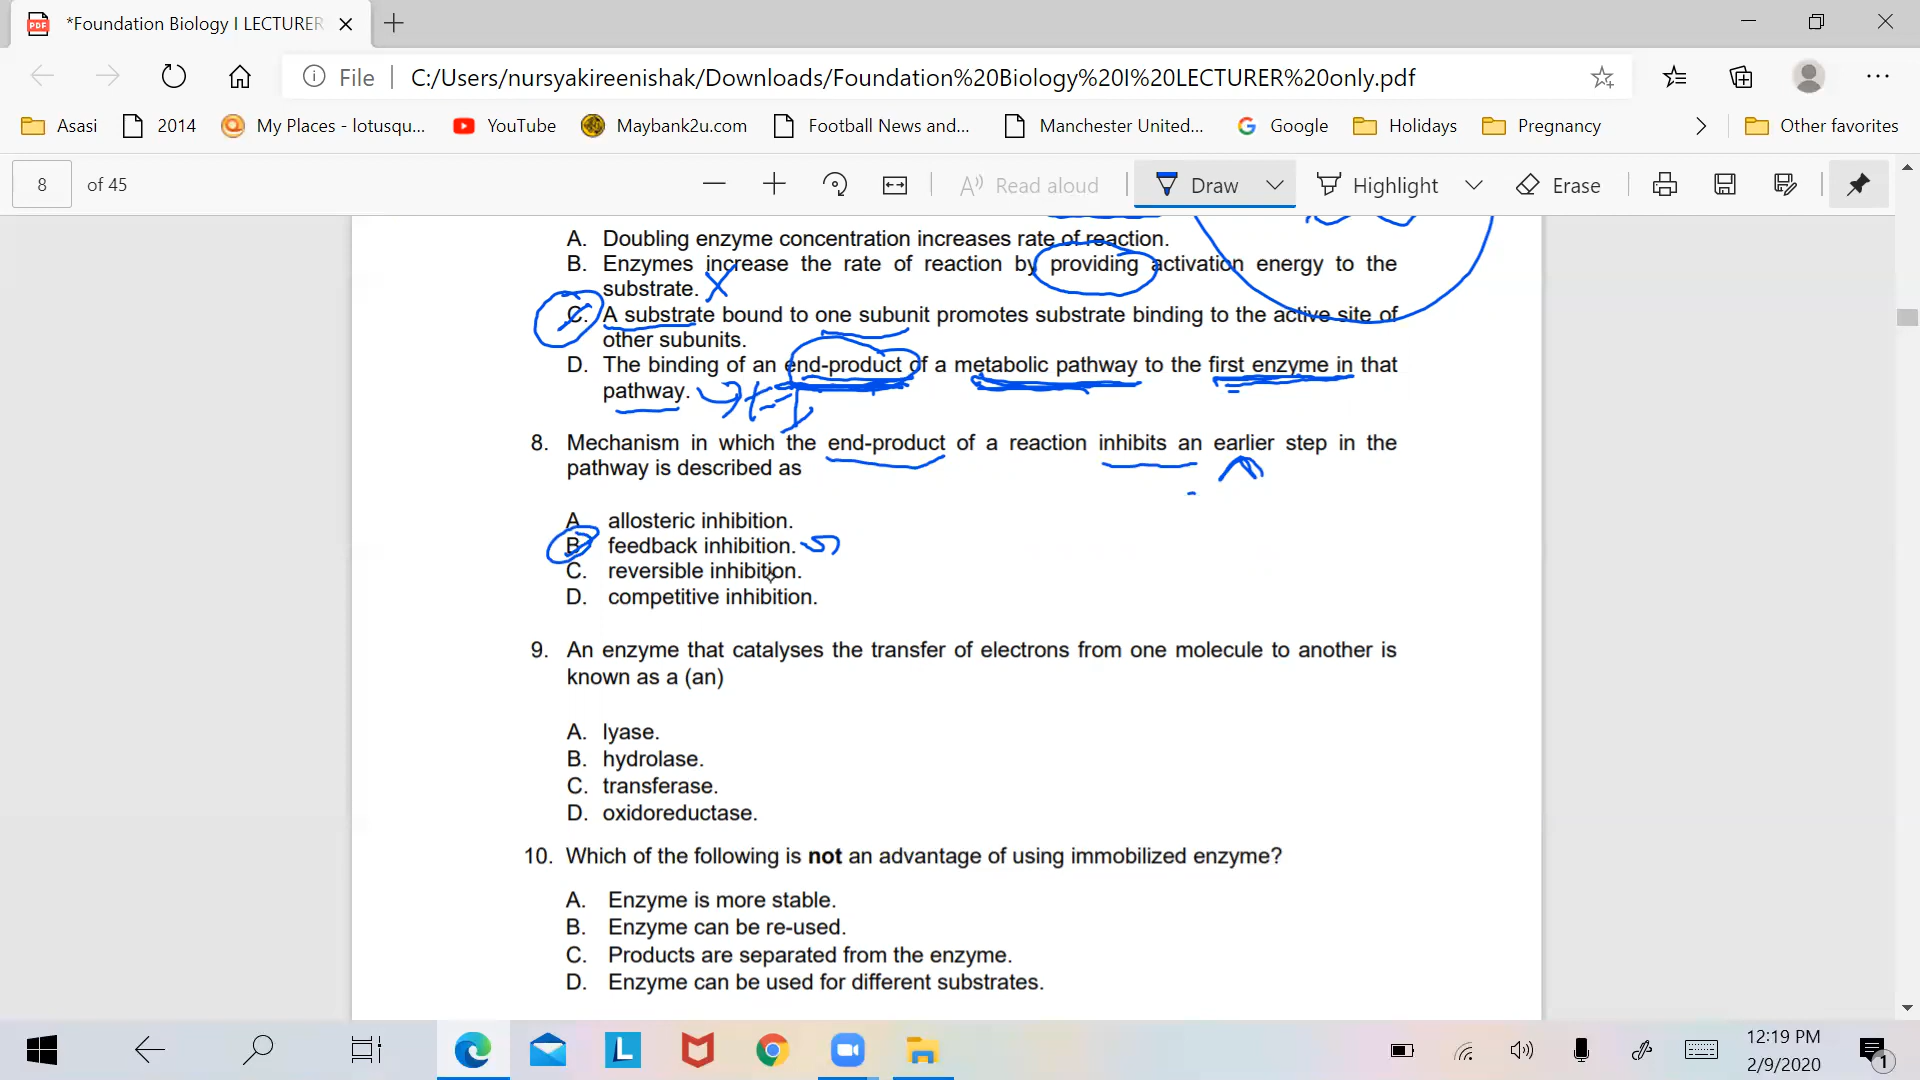 *Foundation Biology I LECTURER
File
C:/Users/nursyakireenishak/Downloads/Foundation%20Biology%20I%20LECTURER%20only.pdf
Asasi
2014
My Places - lotusqu...
YouTube
Maybank2u.com
Football News and...
Manchester United...
Google
Holidays
Pregnancy
Other favorites
8 of 45
Read aloud
Draw
Highlight
Erase
A. Doubling enzyme concentration increases rate of reaction.
B. Enzymes increase the rate of reaction by providing activation energy to the
substrate.
C. A substrate bound to one subunit promotes substrate binding to the active site of
other subunits.
D. The binding of an end-product of a metabolic pathway to the first enzyme in that
pathway.
8. Mechanism in which the end-product of a reaction inhibits an earlier step in the
pathway is described as
A. allosteric inhibition.
B. feedback inhibition.
C. reversible inhibition.
D. competitive inhibition.
9. An enzyme that catalyses the transfer of electrons from one molecule to another is
known as a (an)
A. lyase.
B. hydrolase.
C. transferase.
D. oxidoreductase.
10. Which of the following is not an advantage of using immobilized enzyme?
A. Enzyme is more stable.
B. Enzyme can be re-used.
C. Products are separated from the enzyme.
D. Enzyme can be used for different substrates.
12:19 PM
2/9/2020
1